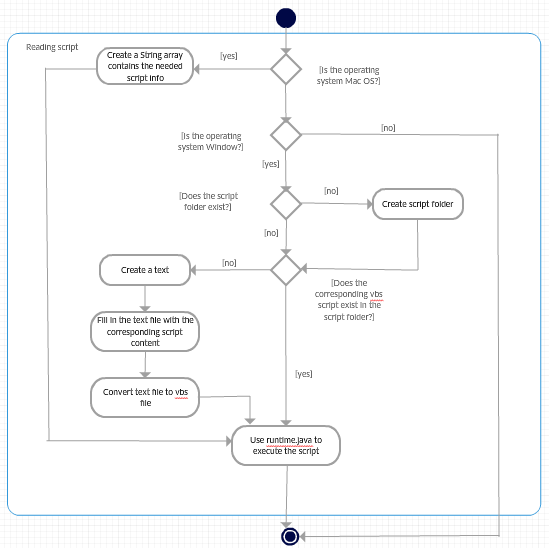 Reading script
Create a String array
contains the needed
script info
[yes]
[Is the operating
system Mac OS?]
[Is the operating
system Window?]
[no]
[yes]
[Does the script
folder exist?]
[no]
Create script folder
[no]
Create a text
[no]
[Does the
corresponding vbs
script exist in the
script folder?]
Fill in the text file with the
corresponding script
content
[yes]
Convert text file to vbs
file
Use runtime.java to
execute the script